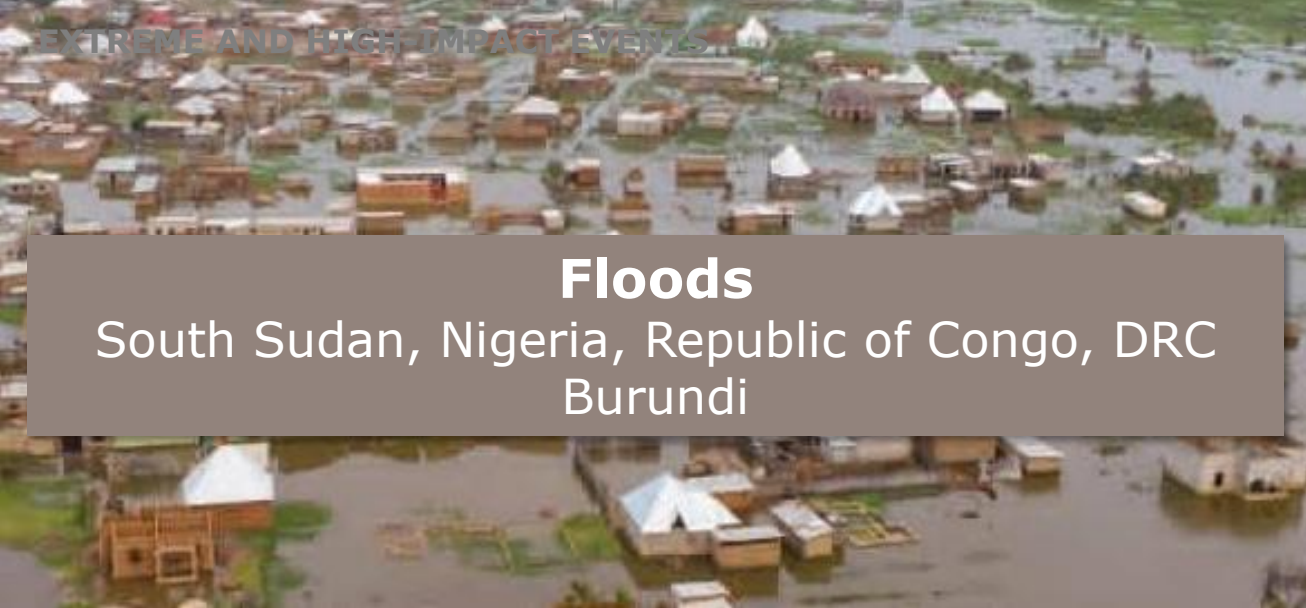 EXTREME AND HIGH-IMPACT EVENTS
Floods
South Sudan, Nigeria, Republic of Congo, DRC
Burundi